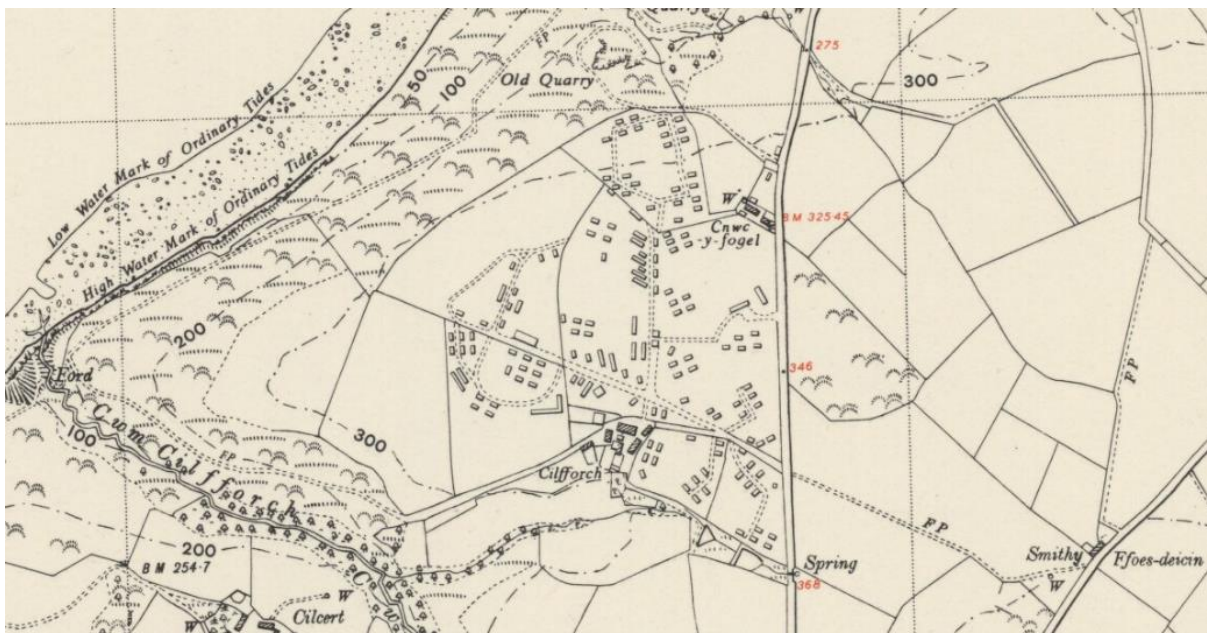 W
275
50
100
FP
Old Quarry
300
Low Water Mark of Ordinary Tides
High Water Mark of Ordinary Tides
W
BM 325·45
Cnwc
-y-fogel
200
FP
346
Ford
100
300
Cwm Cilfforch
FP
Cilfforch
FP
200
BM 254·7
Spring
368
Smithy
Ffoes-deicin
W
W
Cilcert
W